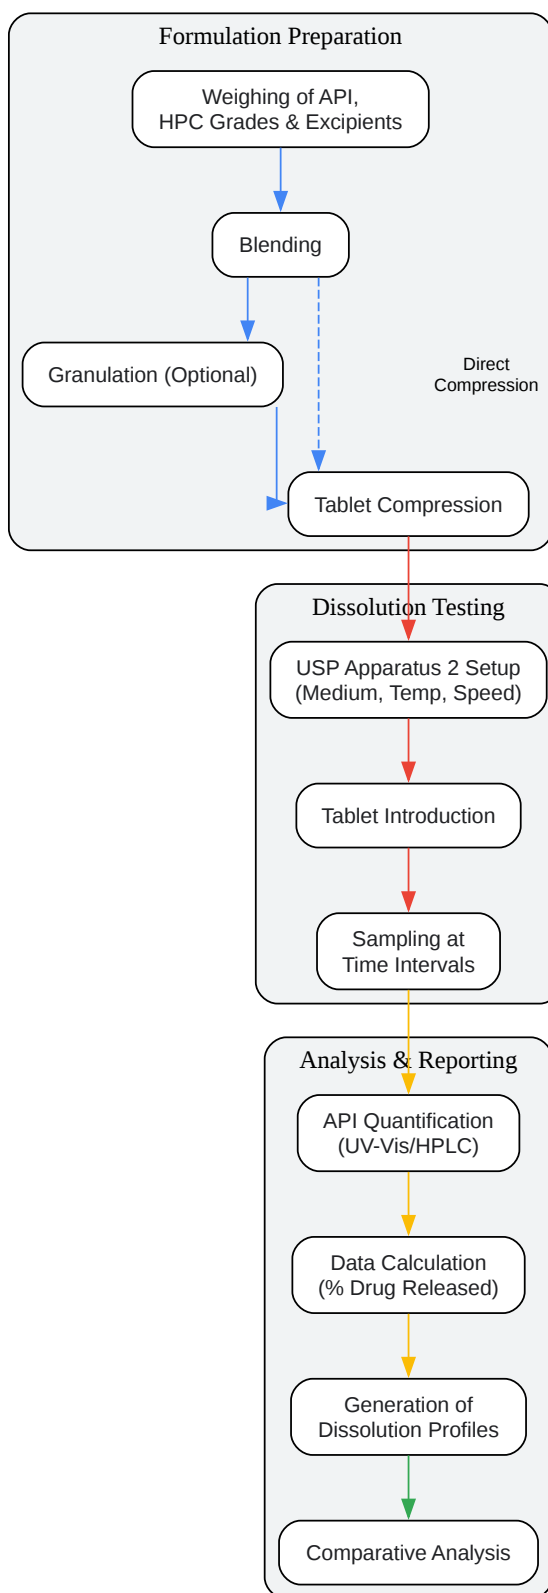 Formulation Preparation
Weighing of API,
HPC Grades & Excipients
Blending
Granulation (Optional)
Direct
Compression
Tablet Compression
Dissolution Testing
USP Apparatus 2 Setup
(Medium, Temp, Speed)
Tablet Introduction
Sampling at
Time Intervals
Analysis & Reporting
API Quantification
(UV-Vis/HPLC)
Data Calculation
(% Drug Released)
Generation of
Dissolution Profiles
Comparative Analysis